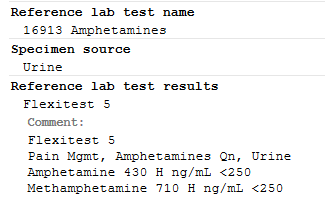 Reference lab test name
16913 Amphetamines
Specimen source
Urine
Reference lab test results
Flexitest 5
Comment:
Flexitest 5
Pain Mgmt, Amphetamines Qn, Urine
Amphetamine 430 H ng/mL <250
Methamphetamine 710 H ng/mL <250